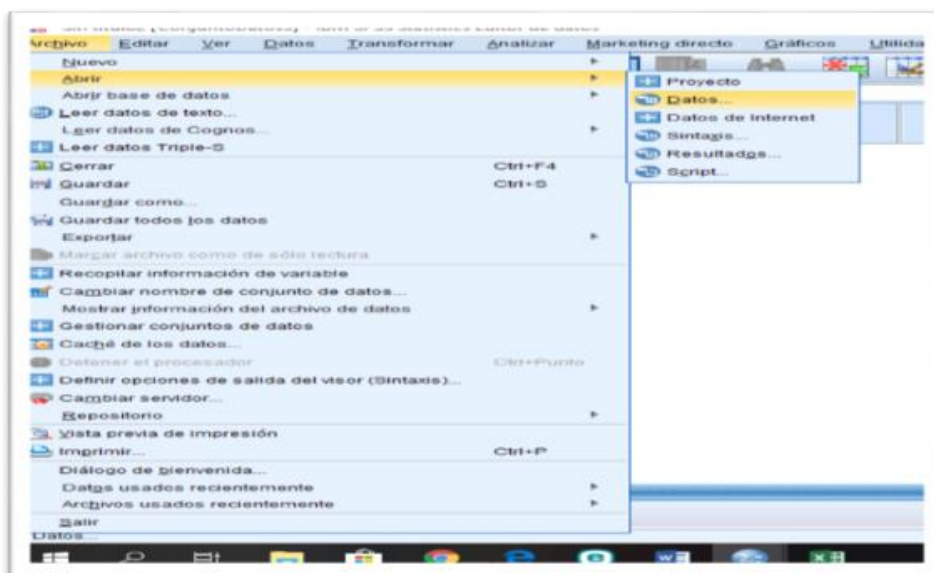 Archivo Editar Ver Datos Transformar Analizar Marketing directo Gráficos Utilida
Nuevo
Abrir
Abrir base de datos
Leer datos de texto...
Leer datos de Cognos...
Leer datos Triple-S
Cerrar Ctrl+F4
Guardar Ctrl+S
Guardar como...
Guardar todos los datos
Exportar
Marcar archivo como de sólo lectura
Recopilar información de variable
Cambiar nombre de conjunto de datos...
Mostrar información del archivo de datos
Gestionar conjuntos de datos
Caché de los datos...
Detener el procesador Ctrl+Punto
Definir opciones de salida del visor (Sintaxis)...
Cambiar servidor...
Repositorio
Vista previa de impresión
Imprimir... Ctrl+P
Diálogo de bienvenida...
Datos usados recientemente
Archivos usados recientemente
Salir
Proyecto
Datos...
Datos de Internet
Sintaxis...
Resultados...
Script...
Datos...